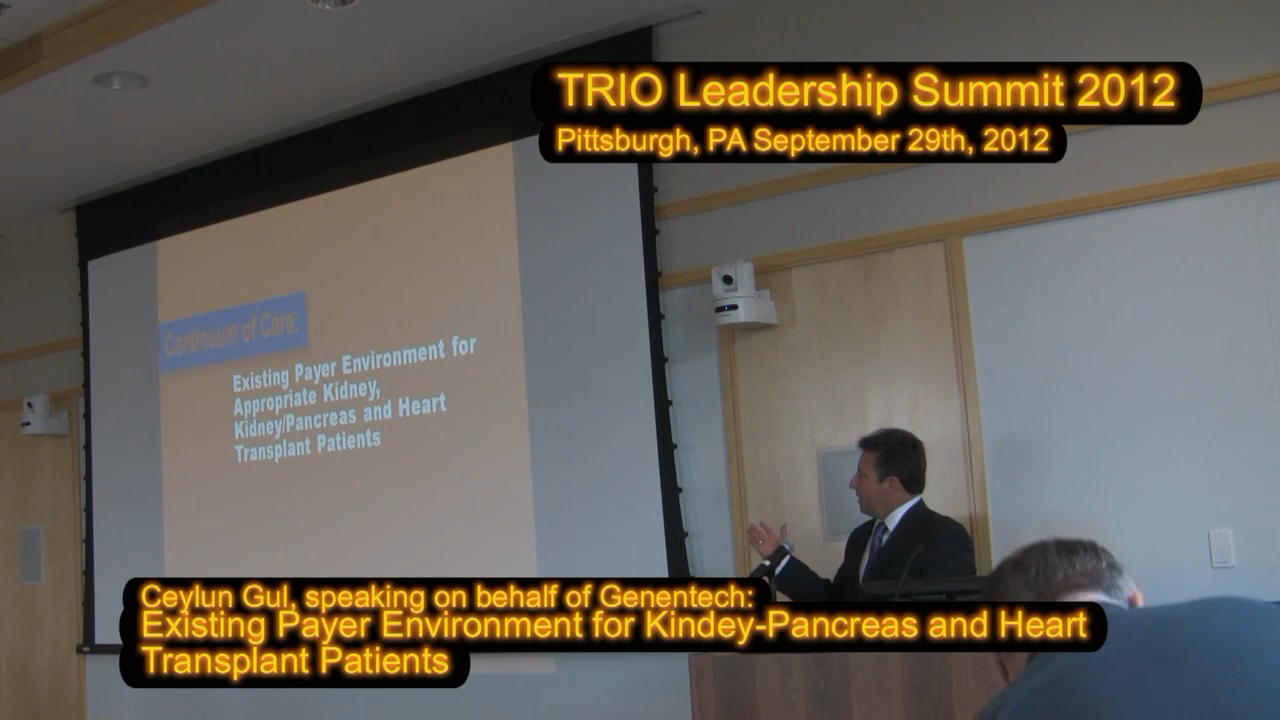 TRIO Leadership Summit 2012
Pittsburgh, PA September 29th, 2012
Continuum of Care:
Existing Payer Environment for
Appropriate Kidney,
Kidney/Pancreas and Heart
Transplant Patients
Ceylun Gul, speaking on behalf of Genentech:
Existing Payer Environment for Kindey-Pancreas and Heart
Transplant Patients